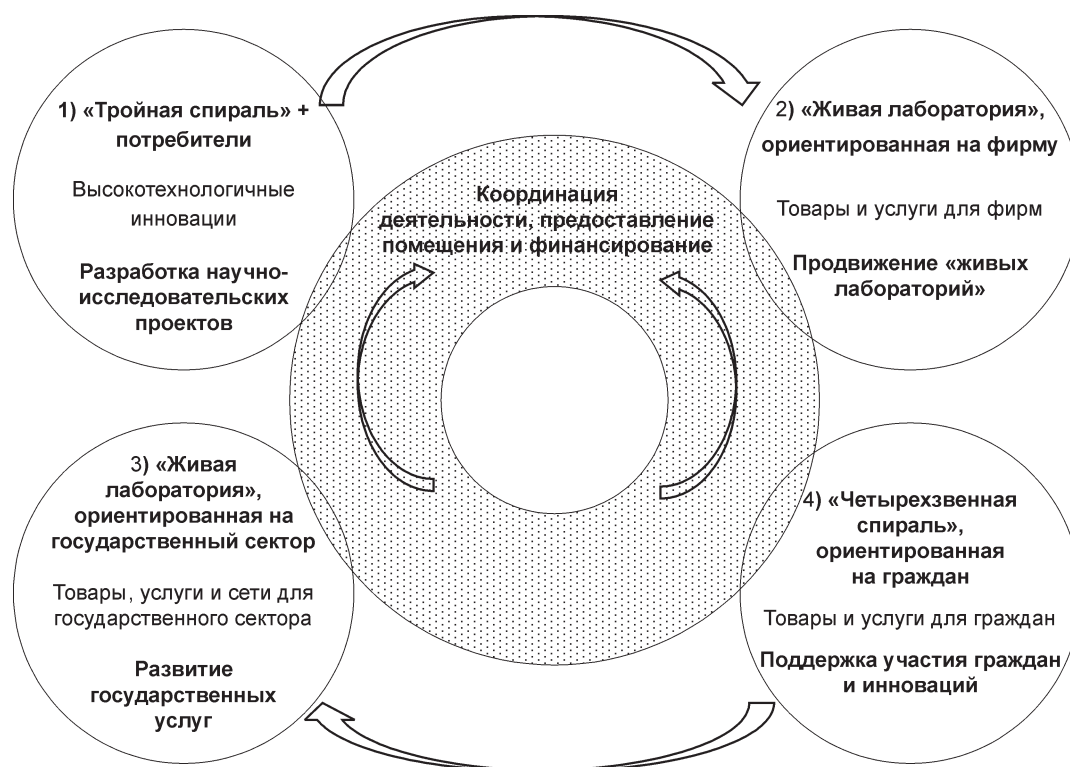 1) «Тройная спираль» +
потребители
Высокотехнологичные
инновации
Разработка научно-
исследовательских
проектов
2) «Живая лаборатория»,
ориентированная на фирму
Товары и услуги для фирм
Продвижение «живых
лабораторий»
Координация
деятельности, предоставление
помещения и финансирование
3) «Живая
лаборатория»,
ориентированная на
государственный сектор
Товары, услуги и сети для
государственного сектора
Развитие
государственных
услуг
4) «Четырехзвенная
спираль»,
ориентированная
на граждан
Товары и услуги для граждан
Поддержка участия граждан
и инноваций